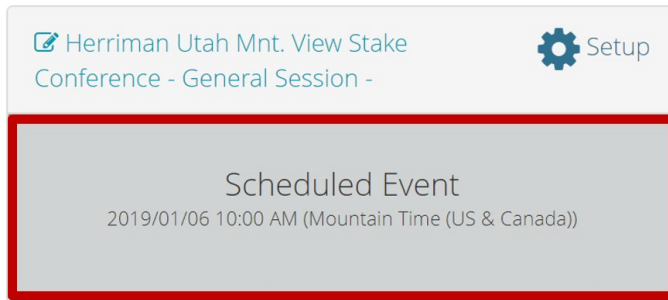 Herriman Utah Mnt. View Stake
Conference - General Session -
Setup
Scheduled Event
2019/01/06 10:00 AM (Mountain Time (US & Canada))